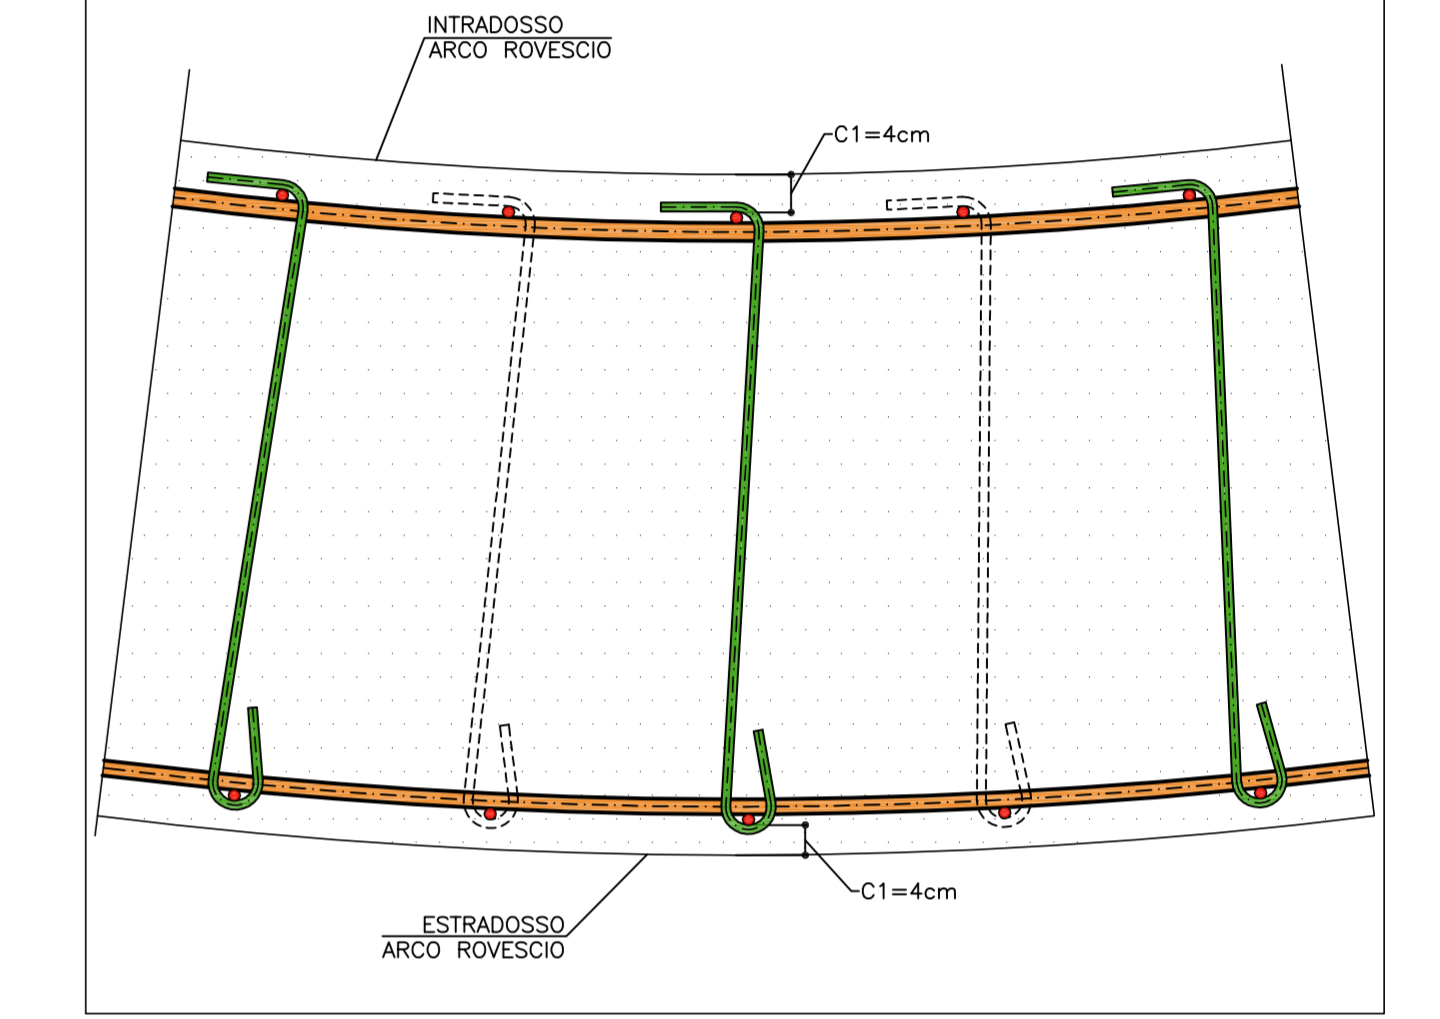 INTRADOSSO
ARCO ROVESCIO
C1=4cm
C1=4cm
ESTRADOSSO
ARCO ROVESCIO